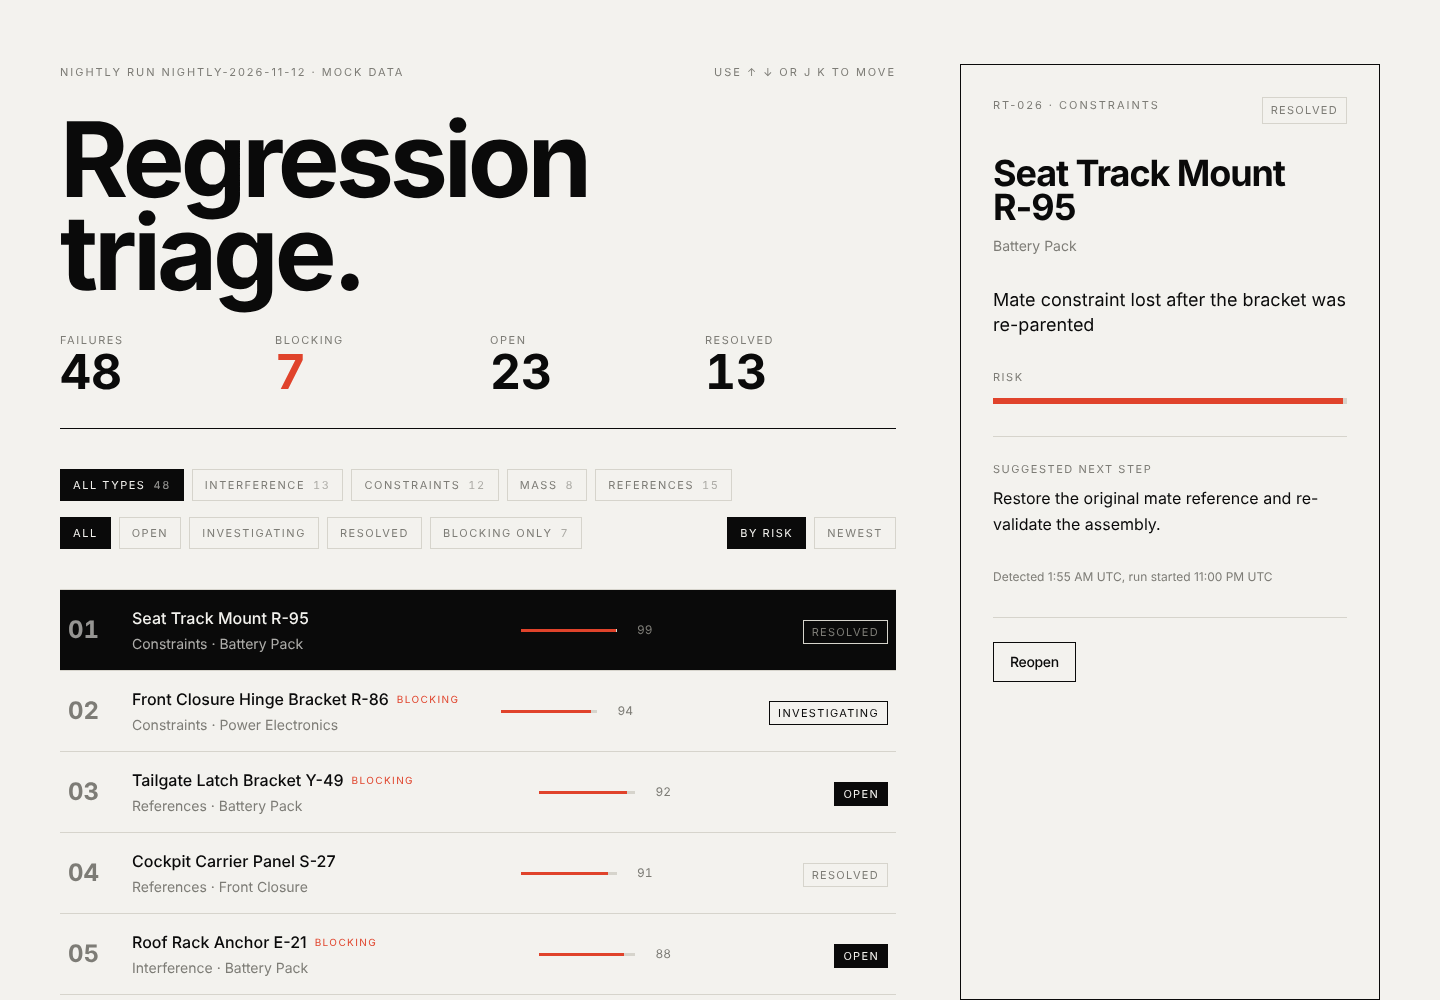 NIGHTLY RUN NIGHTLY-2026-11-12 · MOCK DATA
USE ↑ ↓ OR J K TO MOVE
Regression
triage.
FAILURES BLOCKING OPEN RESOLVED
48 7 23 13
ALL TYPES 48 INTERFERENCE 13 CONSTRAINTS 12 MASS 8 REFERENCES 15
ALL OPEN INVESTIGATING RESOLVED BLOCKING ONLY 7 BY RISK NEWEST
01 Seat Track Mount R-95 99 RESOLVED
Constraints · Battery Pack
02 Front Closure Hinge Bracket R-86 BLOCKING 94 INVESTIGATING
Constraints · Power Electronics
03 Tailgate Latch Bracket Y-49 BLOCKING 92 OPEN
References · Battery Pack
04 Cockpit Carrier Panel S-27 91 RESOLVED
References · Front Closure
05 Roof Rack Anchor E-21 BLOCKING 88 OPEN
Interference · Battery Pack
RT-026 · CONSTRAINTS RESOLVED
Seat Track Mount
R-95
Battery Pack
Mate constraint lost after the bracket was
re-parented
RISK
SUGGESTED NEXT STEP
Restore the original mate reference and re-
validate the assembly.
Detected 1:55 AM UTC, run started 11:00 PM UTC
Reopen